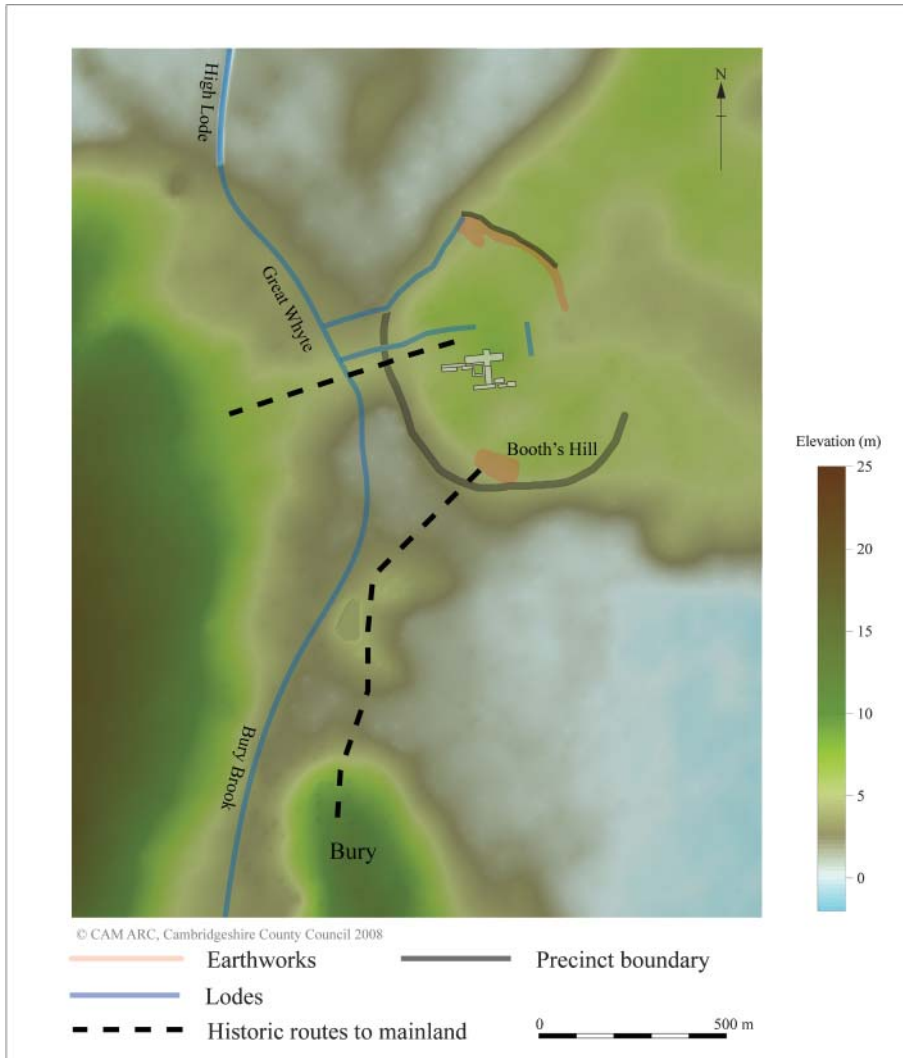 High Lode
N
Great Whyte
Booth's Hill
Bury Brook
Bury
Elevation (m)
25
20
15
10
5
0
© CAM ARC, Cambridgeshire County Council 2008
Earthworks
Precinct boundary
Lodes
Historic routes to mainland
0
500 m